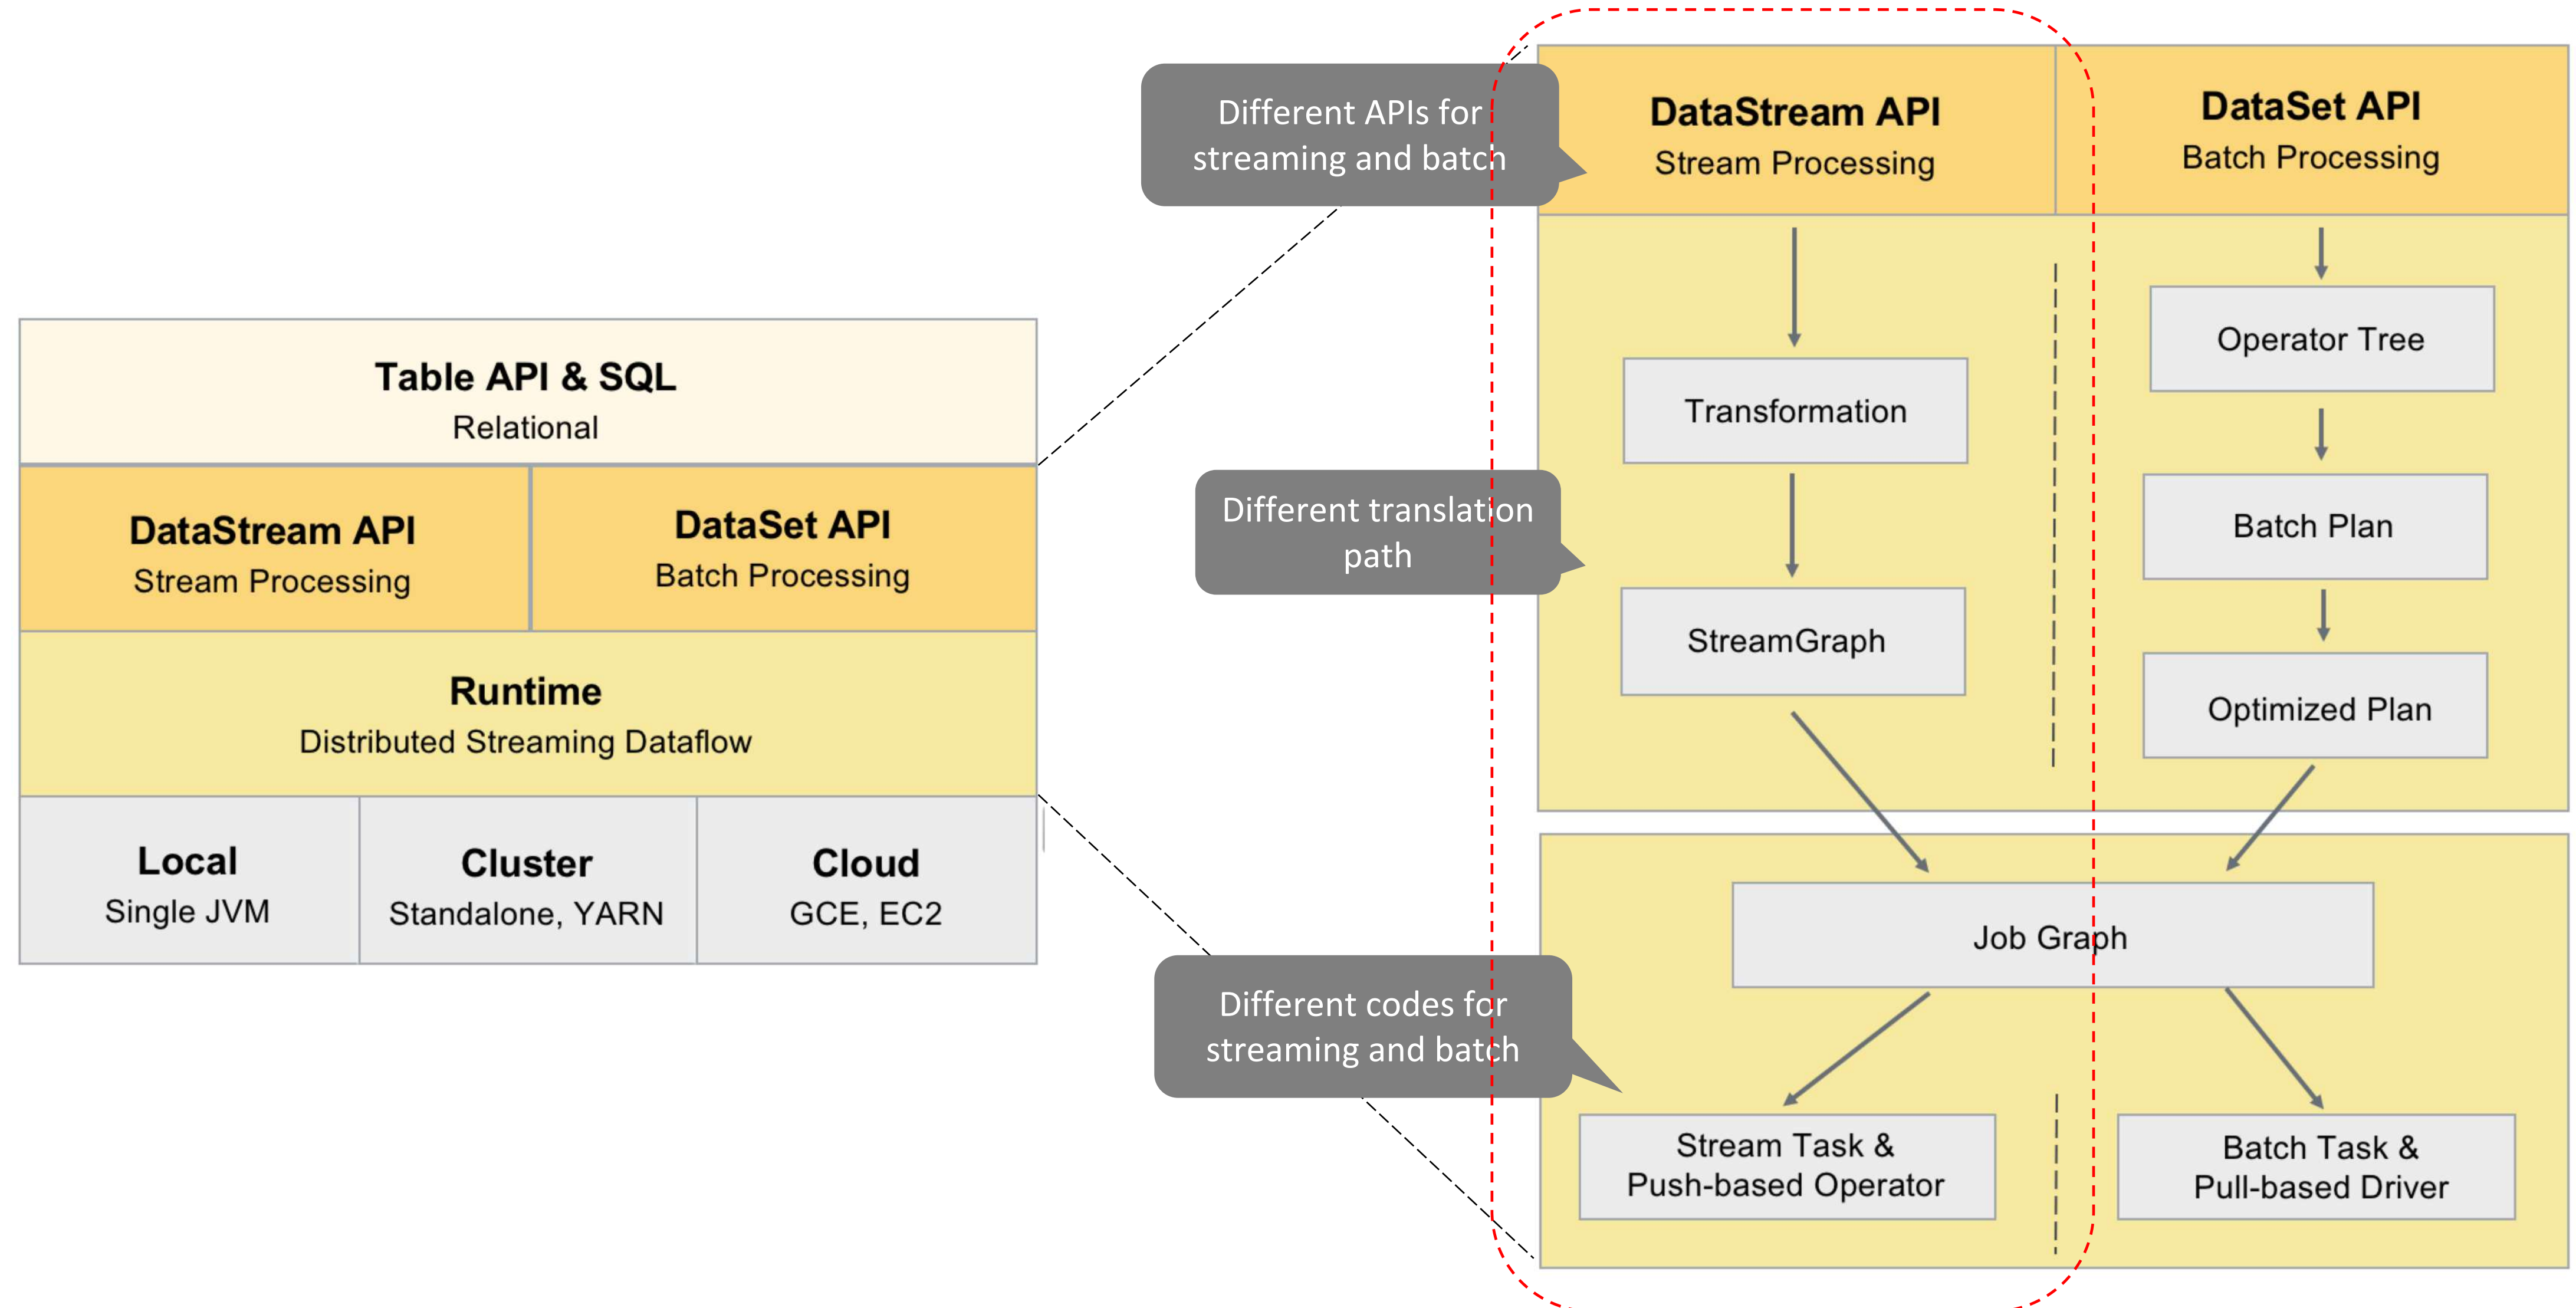 Table API & SQL
Relational
DataStream API
Stream Processing
DataSet API
Batch Processing
Runtime
Distributed Streaming Dataflow
Local
Single JVM
Cluster
Standalone, YARN
Cloud
GCE, EC2
Different APIs for
streaming and batch
Different translation
path
Different codes for
streaming and batch
DataStream API
Stream Processing
DataSet API
Batch Processing
Transformation
StreamGraph
Operator Tree
Batch Plan
Optimized Plan
Job Graph
Stream Task &
Push-based Operator
Batch Task &
Pull-based Driver